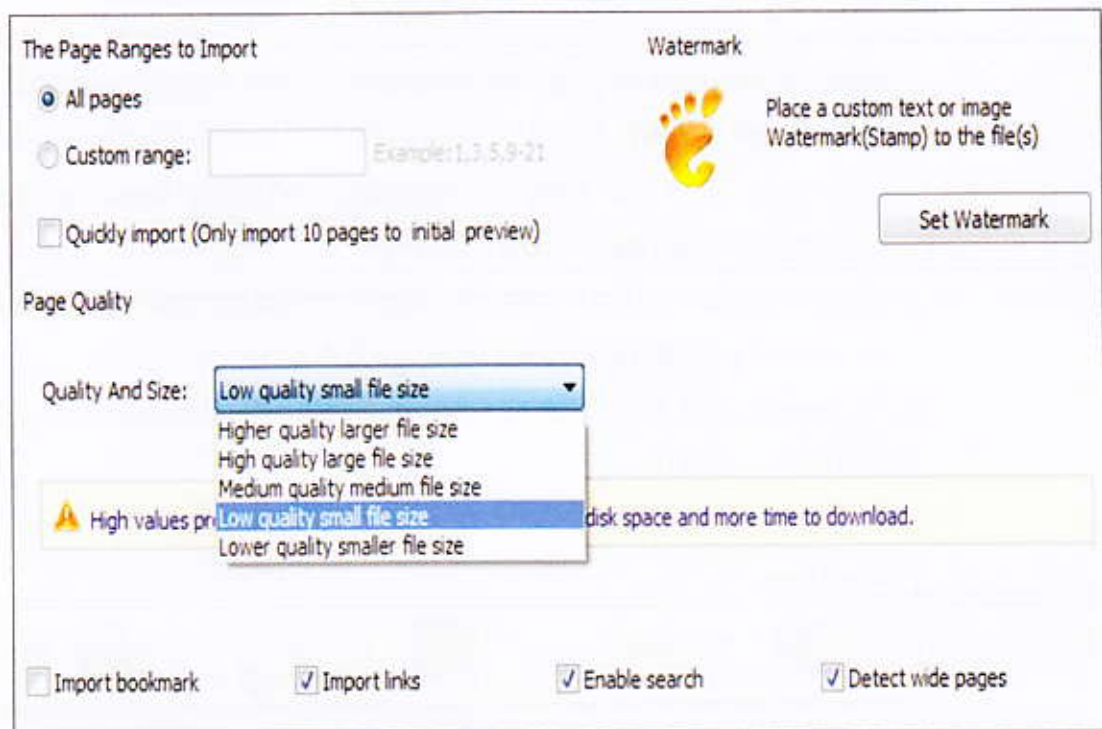 The Page Ranges to Import
Watermark
All pages
Custom range:
Example:1,3,5,9-21
Place a custom text or image
Watermark(Stamp) to the file(s)
Quickly import (Only import 10 pages to initial preview)
Set Watermark
Page Quality
Quality And Size:
Low quality small file size
Higher quality larger file size
High quality large file size
Medium quality medium file size
Low quality small file size
Lower quality smaller file size
High values disk space and more time to download.
Import bookmark
Import links
Enable search
Detect wide pages